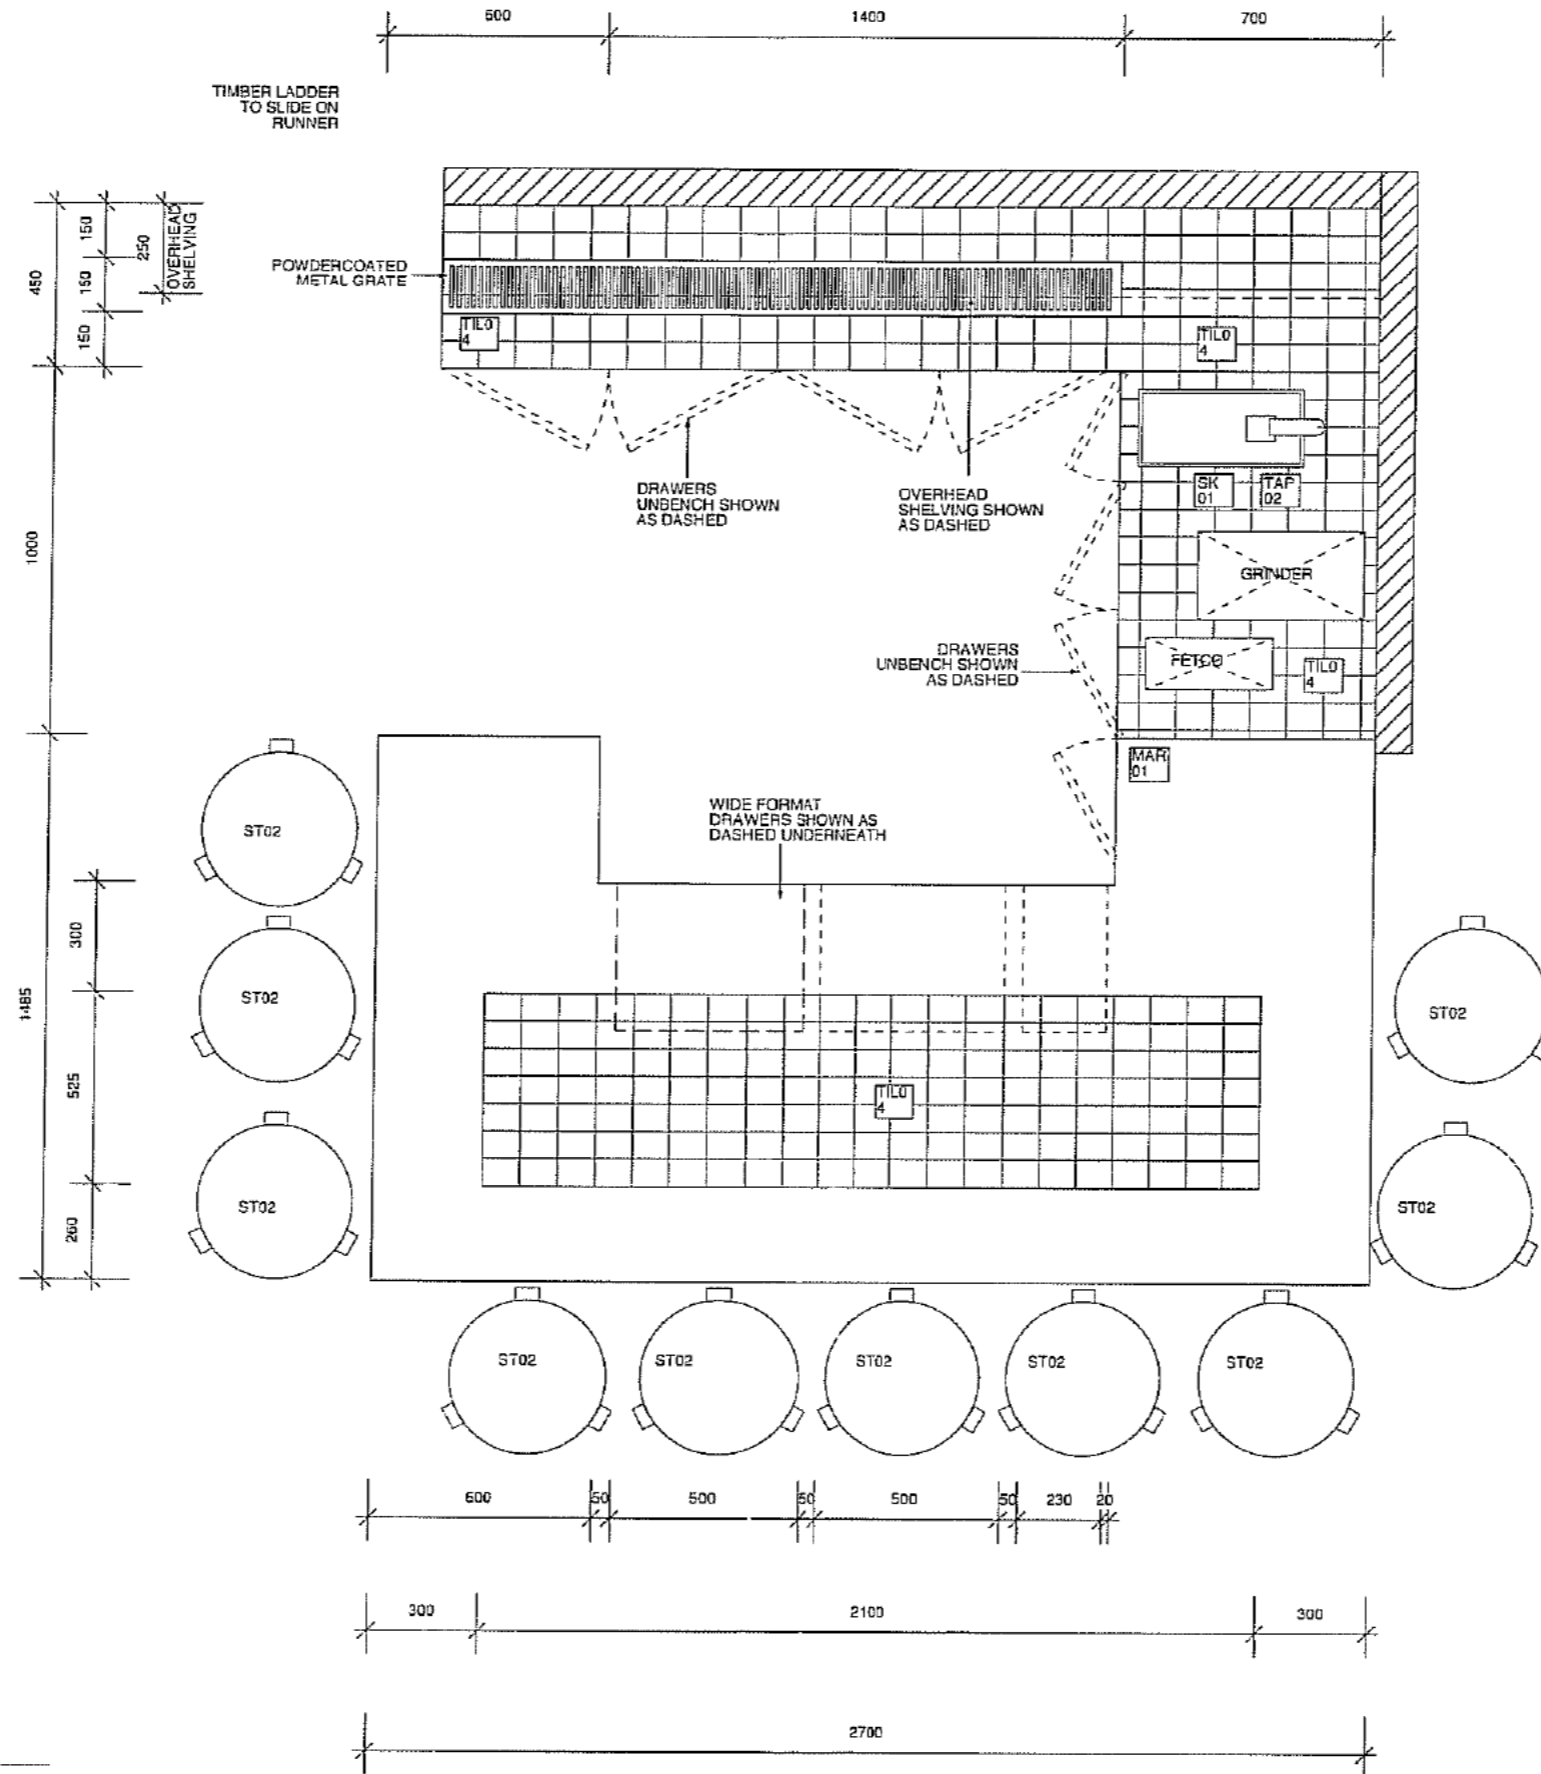 600
1400
700
TIMBER LADDER
TO SLIDE ON
RUNNER
450
150
150
150
250
OVERHEAD
SHELVING
POWDERCOATED
METAL GRATE
TIL0
4
TIL0
4
DRAWERS
UNBENCH SHOWN
AS DASHED
OVERHEAD
SHELVING SHOWN
AS DASHED
SK
01
TAP
02
1000
GRINDER
DRAWERS
UNBENCH SHOWN
AS DASHED
FETCO
TIL0
4
MAR
01
WIDE FORMAT
DRAWERS SHOWN AS
DASHED UNDERNEATH
ST02
ST02
ST02
1485
300
525
260
TIL0
4
ST02
ST02
ST02
ST02
ST02
ST02
ST02
600
50
500
50
500
50
230
20
300
2100
300
2700